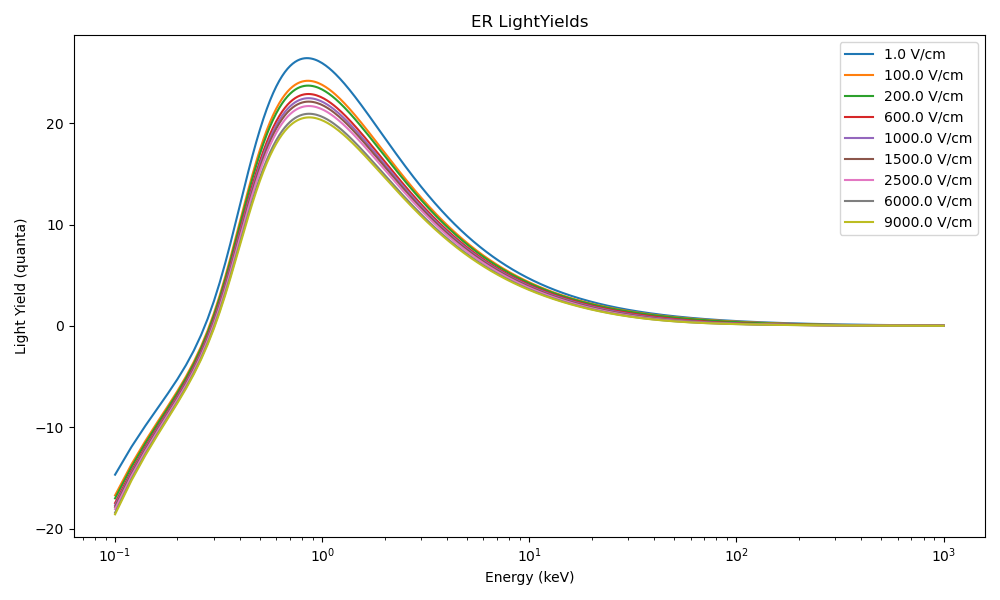 ER LightYields
Light Yield (quanta)
20
10
0
−10
−20
1.0 V/cm
100.0 V/cm
200.0 V/cm
600.0 V/cm
1000.0 V/cm
1500.0 V/cm
2500.0 V/cm
6000.0 V/cm
9000.0 V/cm
10⁻¹ 10⁰ 10¹ 10² 10³
Energy (keV)